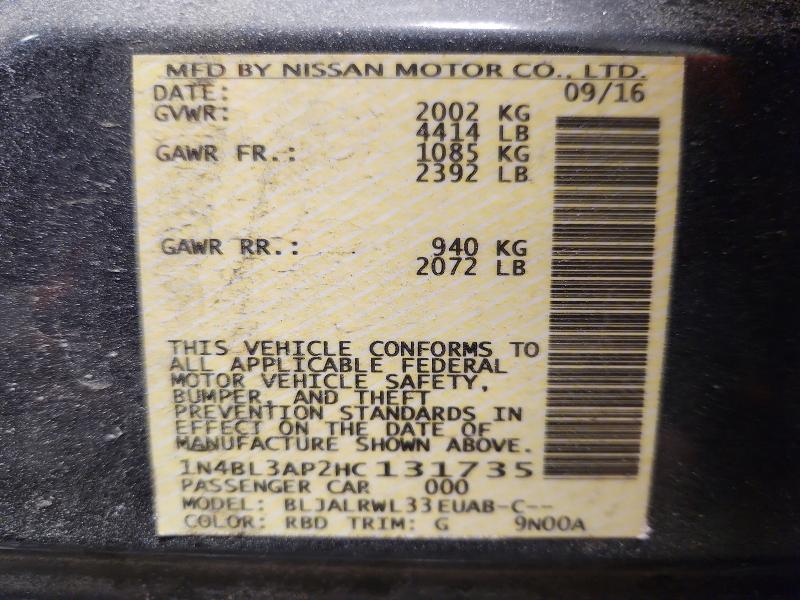 MFD BY NISSAN MOTOR CO., LTD.
DATE: 09/16
GVWR: 2002 KG
4414 LB
GAWR FR.: 1085 KG
2392 LB
GAWR RR.: 940 KG
2072 LB
THIS VEHICLE CONFORMS TO
ALL APPLICABLE FEDERAL
MOTOR VEHICLE SAFETY,
BUMPER, AND THEFT
PREVENTION STANDARDS IN
EFFECT ON THE DATE OF
MANUFACTURE SHOWN ABOVE.
1N4BL3AP2HC131735
PASSENGER CAR 000
MODEL: BLJALRWL33EUAB-C--
COLOR: RBD TRIM: G 9N00A